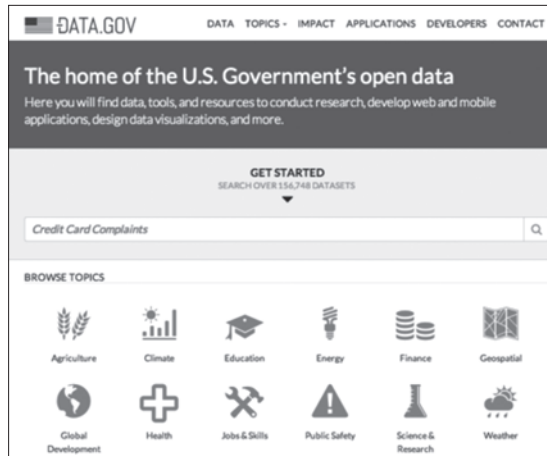 DATA.GOV
DATA TOPICS - IMPACT APPLICATIONS DEVELOPERS CONTACT
The home of the U.S. Government's open data
Here you will find data, tools, and resources to conduct research, develop web and mobile
applications, design data visualizations, and more.
GET STARTED
SEARCH OVER 156,748 DATASETS
Credit Card Complaints
BROWSE TOPICS
Agriculture Climate Education Energy Finance Geospatial
Global Development Health Jobs & Skills Public Safety Science & Research Weather